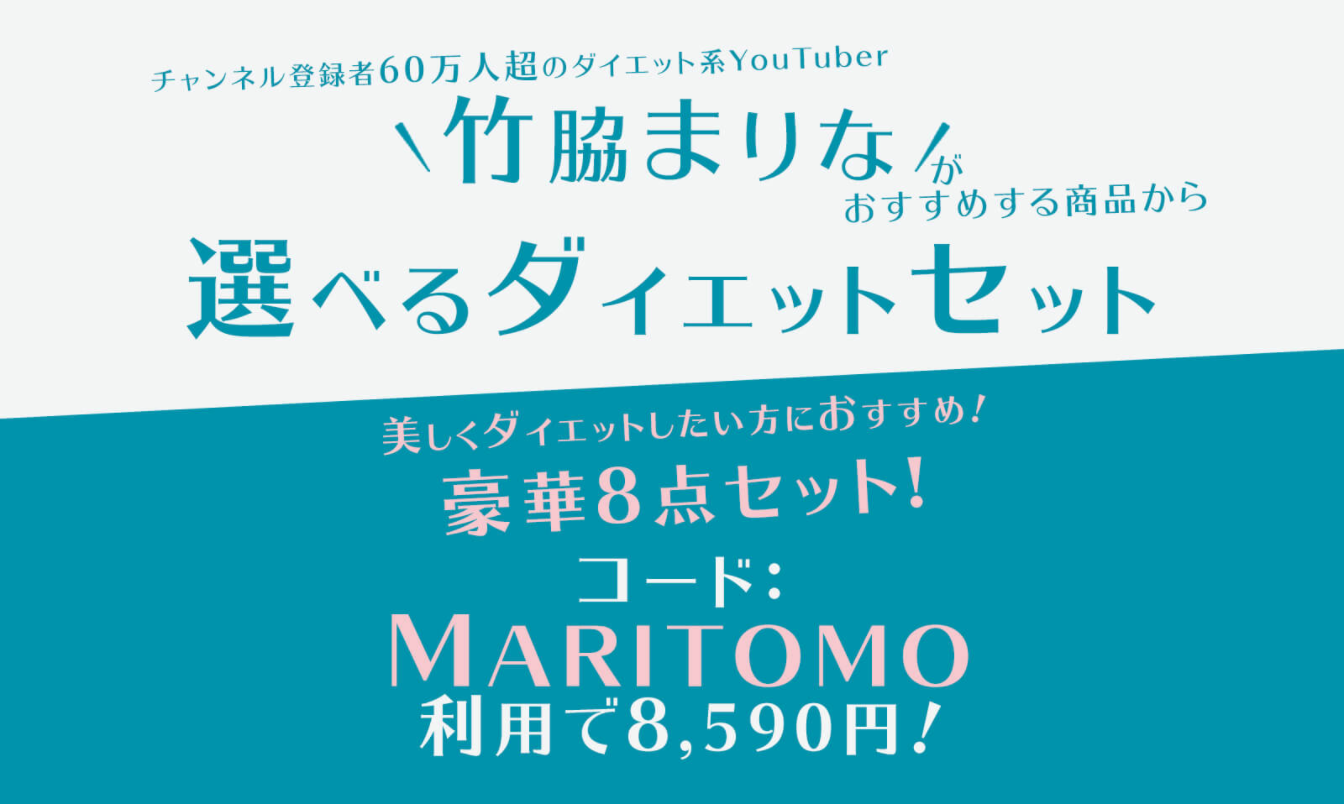 チャンネル登録者60万人超のダイエット系YouTuber
\竹脇まりな/が
おすすめする商品から
選べるダイエットセット
美しくダイエットしたい方におすすめ!
豪華8点セット!
コード:
MARITOMO
利用で8,590円!